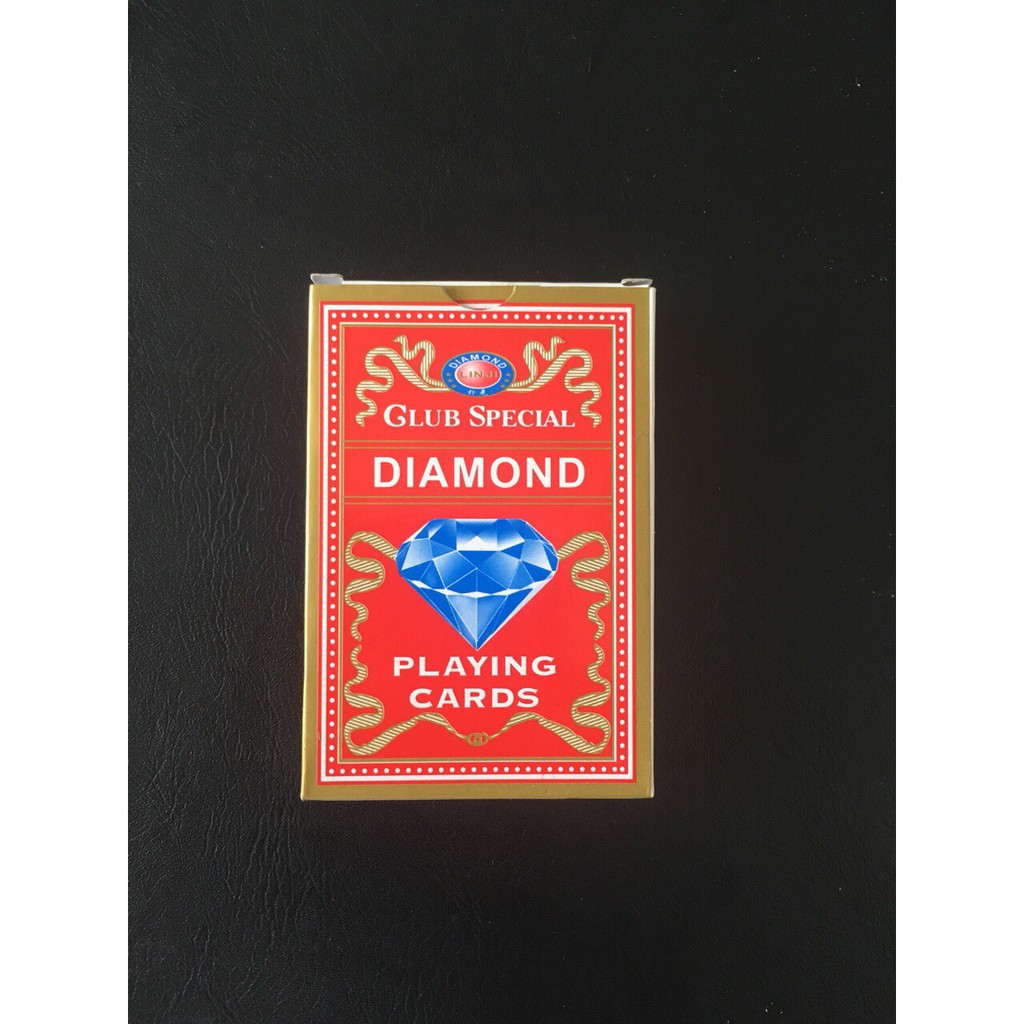 DIAMOND
LINJI
GLUB SPECIAL
DIAMOND
PLAYING
CARDS